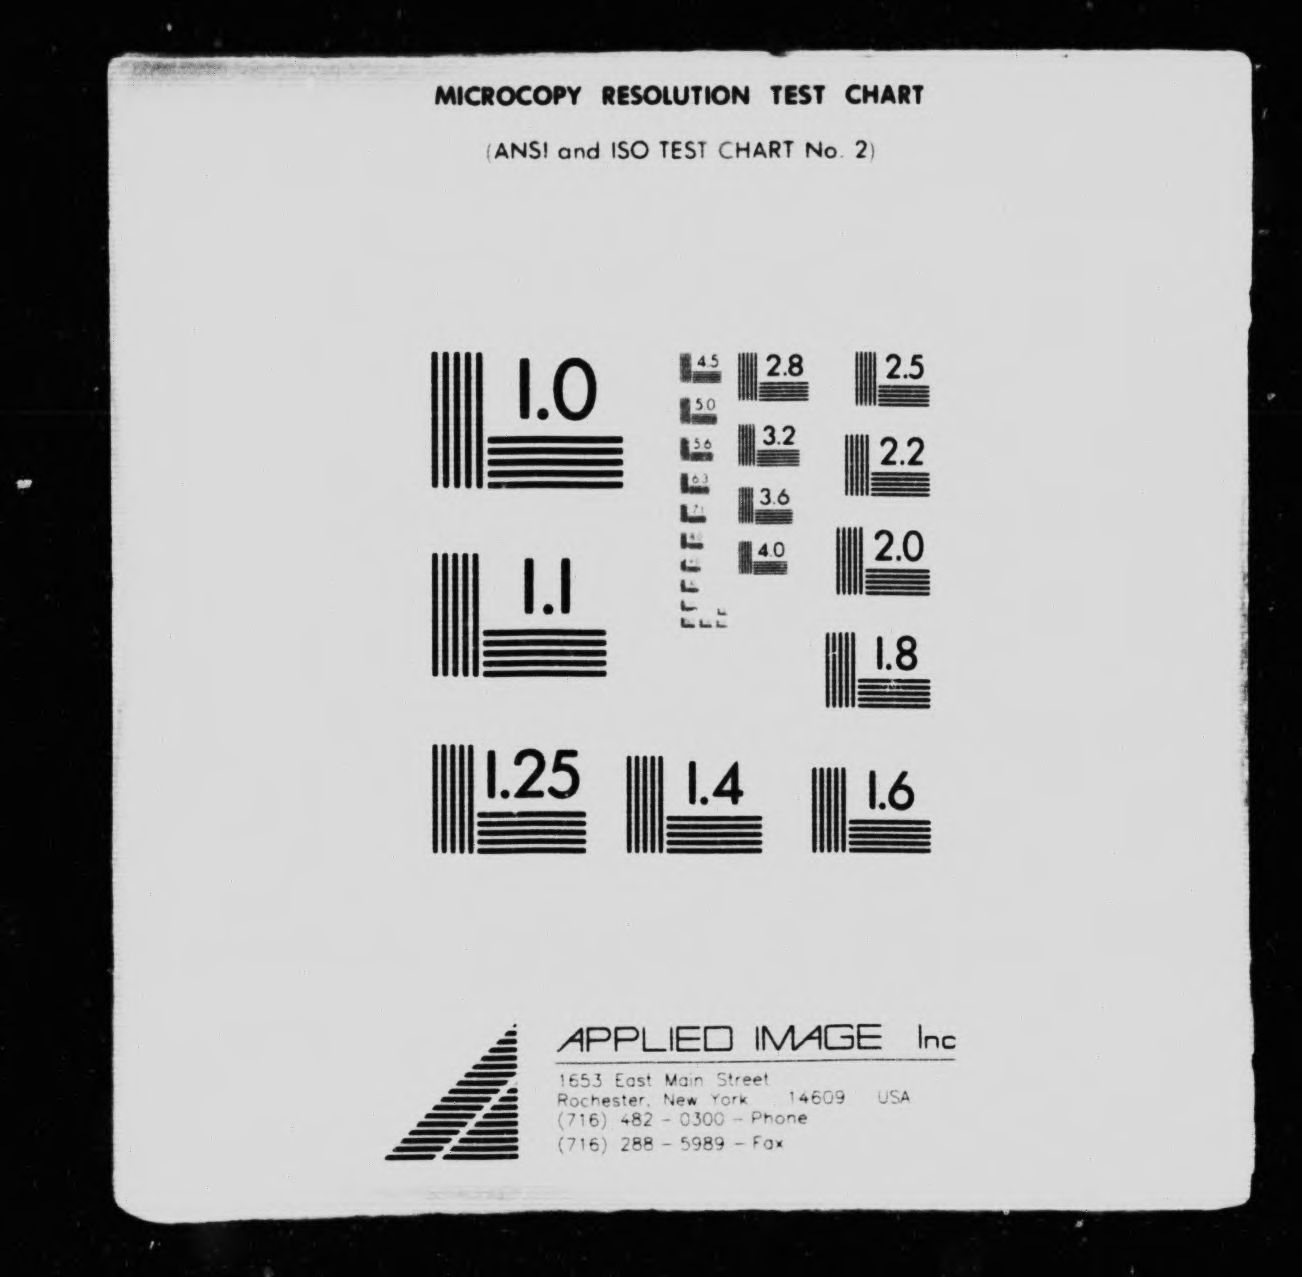 MICROCOPY RESOLUTION TEST CHART
(ANSI and ISO TEST CHART No. 2)
1.0
4.5
2.8
2.5
5.0
3.2
2.2
5.6
6.3
3.6
7.1
2.0
4.0
1.1
1.8
1.25
1.4
1.6
APPLIED IMAGE Inc
1653 East Main Street
Rochester, New York 14609 USA
(716) 482 - 0300 - Phone
(716) 288 - 5989 - Fax